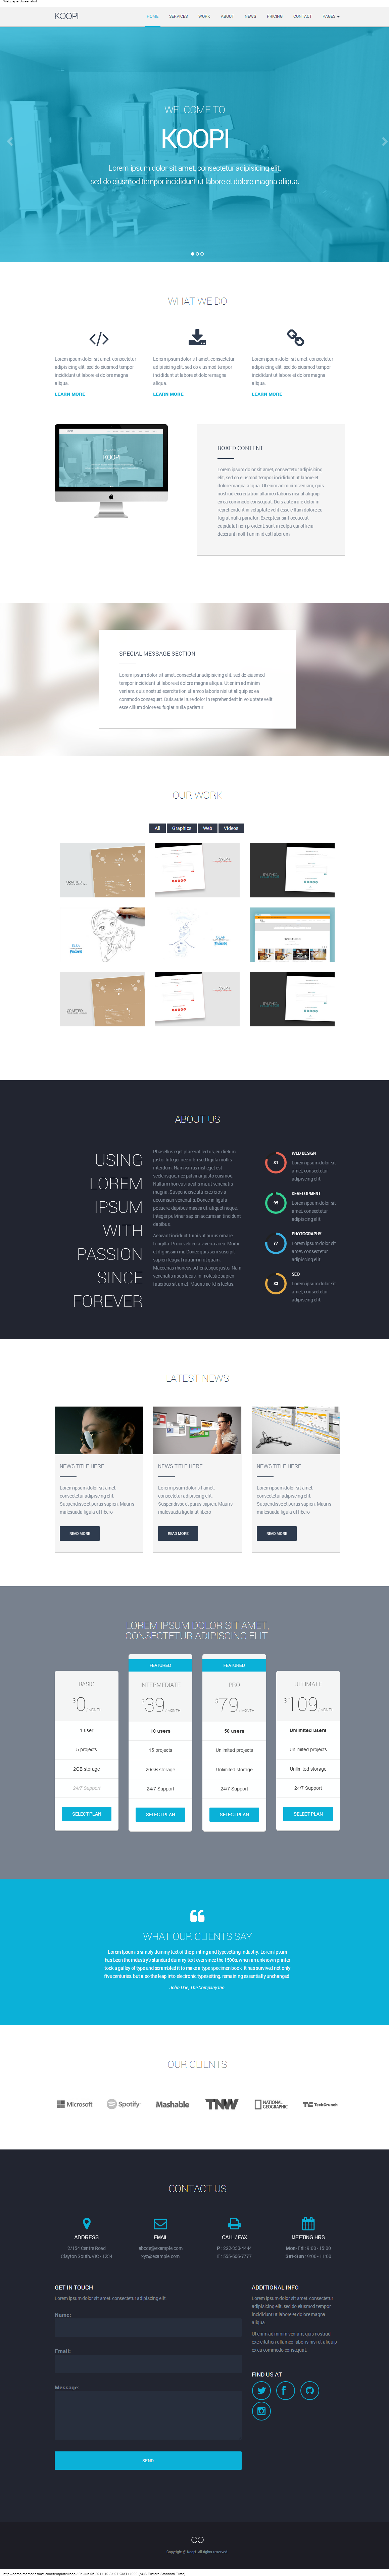 Webpage Screenshot
KOOPI
HOME SERVICES WORK ABOUT NEWS PRICING CONTACT PAGES
WELCOME TO
KOOPI
Lorem ipsum dolor sit amet, consectetur adipisicing elit,
sed do eiusmod tempor incididunt ut labore et dolore magna aliqua.
WHAT WE DO
Lorem ipsum dolor sit amet, consectetur
adipisicing elit, sed do eiusmod tempor
incididunt ut labore et dolore magna
aliqua.
LEARN MORE
Lorem ipsum dolor sit amet, consectetur
adipisicing elit, sed do eiusmod tempor
incididunt ut labore et dolore magna
aliqua.
LEARN MORE
Lorem ipsum dolor sit amet, consectetur
adipisicing elit, sed do eiusmod tempor
incididunt ut labore et dolore magna
aliqua.
LEARN MORE
KOOPI
BOXED CONTENT
Lorem ipsum dolor sit amet, consectetur adipisicing
elit, sed do eiusmod tempor incididunt ut labore et
dolore magna aliqua. Ut enim ad minim veniam, quis
nostrud exercitation ullamco laboris nisi ut aliquip
ex ea commodo consequat. Duis aute irure dolor in
reprehenderit in voluptate velit esse cillum dolore eu
fugiat nulla pariatur. Excepteur sint occaecat
cupidatat non proident, sunt in culpa qui officia
deserunt mollit anim id est laborum.
SPECIAL MESSAGE SECTION
Lorem ipsum dolor sit amet, consectetur adipisicing elit, sed do eiusmod
tempor incididunt ut labore et dolore magna aliqua. Ut enim ad minim
veniam, quis nostrud exercitation ullamco laboris nisi ut aliquip ex ea
commodo consequat. Duis aute irure dolor in reprehenderit in voluptate velit
esse cillum dolore eu fugiat nulla pariatur.
OUR WORK
All Graphics Web Videos
ABOUT US
USING
LOREM
IPSUM
WITH
PASSION
SINCE
FOREVER
81
WEB DESIGN
Lorem ipsum dolor sit
amet, consectetur
adipisicing elit.
95
DEVELOPMENT
Lorem ipsum dolor sit
amet, consectetur
adipisicing elit.
77
PHOTOGRAPHY
Lorem ipsum dolor sit
amet, consectetur
adipisicing elit.
83
SEO
Lorem ipsum dolor sit
amet, consectetur
adipisicing elit.
LATEST NEWS
NEWS TITLE HERE
Lorem ipsum dolor sit amet,
consectetur adipiscing elit.
Suspendisse et purus sapien. Mauris
malesuada ligula ut libero.
READ MORE
NEWS TITLE HERE
Lorem ipsum dolor sit amet,
consectetur adipiscing elit.
Suspendisse et purus sapien. Mauris
malesuada ligula ut libero.
READ MORE
NEWS TITLE HERE
Lorem ipsum dolor sit amet,
consectetur adipiscing elit.
Suspendisse et purus sapien. Mauris
malesuada ligula ut libero.
READ MORE
LOREM IPSUM DOLOR SIT AMET,
CONSECTETUR ADIPISCING ELIT.
BASIC
$0
1 user
5 projects
2GB storage
24/7 Support
SELECT PLAN
FEATURED
INTERMEDIATE
$39
10 users
15 projects
20GB storage
24/7 Support
SELECT PLAN
FEATURED
PRO
$79
50 users
Unlimited projects
Unlimited storage
24/7 Support
SELECT PLAN
ULTIMATE
$109
Unlimited users
Unlimited projects
Unlimited storage
24/7 Support
SELECT PLAN
WHAT OUR CLIENTS SAY
Lorem Ipsum is simply dummy text of the printing and typesetting industry. Lorem Ipsum
has been the industry's standard dummy text ever since the 1500s, when an unknown printer
took a galley of type and scrambled it to make a type specimen book. It has survived not only
five centuries, but also the leap into electronic typesetting, remaining essentially unchanged.
John Doe, The Company Inc.
OUR CLIENTS
Microsoft
Spotify
Mashable
TNW
NATIONAL
GEOGRAPHIC
TechCrunch
CONTACT US
ADDRESS
2/154 Centre Road
Clayton South, VIC - 1234
EMAIL
abcde@example.com
xyz@example.com
CALL / FAX
P : 222-333-4444
F : 555-666-7777
MEETING HRS
Mon-Fri 9:00 - 15:00
Sat-Sun 9:00 - 11:00
GET IN TOUCH
Lorem ipsum dolor sit amet, consectetur adipisicing elit
Name:
Email:
Message:
SEND
ADDITIONAL INFO
Lorem ipsum dolor sit amet, consectetur
adipisicing elit, sed do eiusmod tempor
incididunt ut labore et dolore magna
aliqua.
Ut enim ad minim veniam, quis nostrud
exercitation ullamco laboris nisi ut aliquip
ex ea commodo consequat.
FIND US AT
Copyright @ Koopi. All rights reserved.